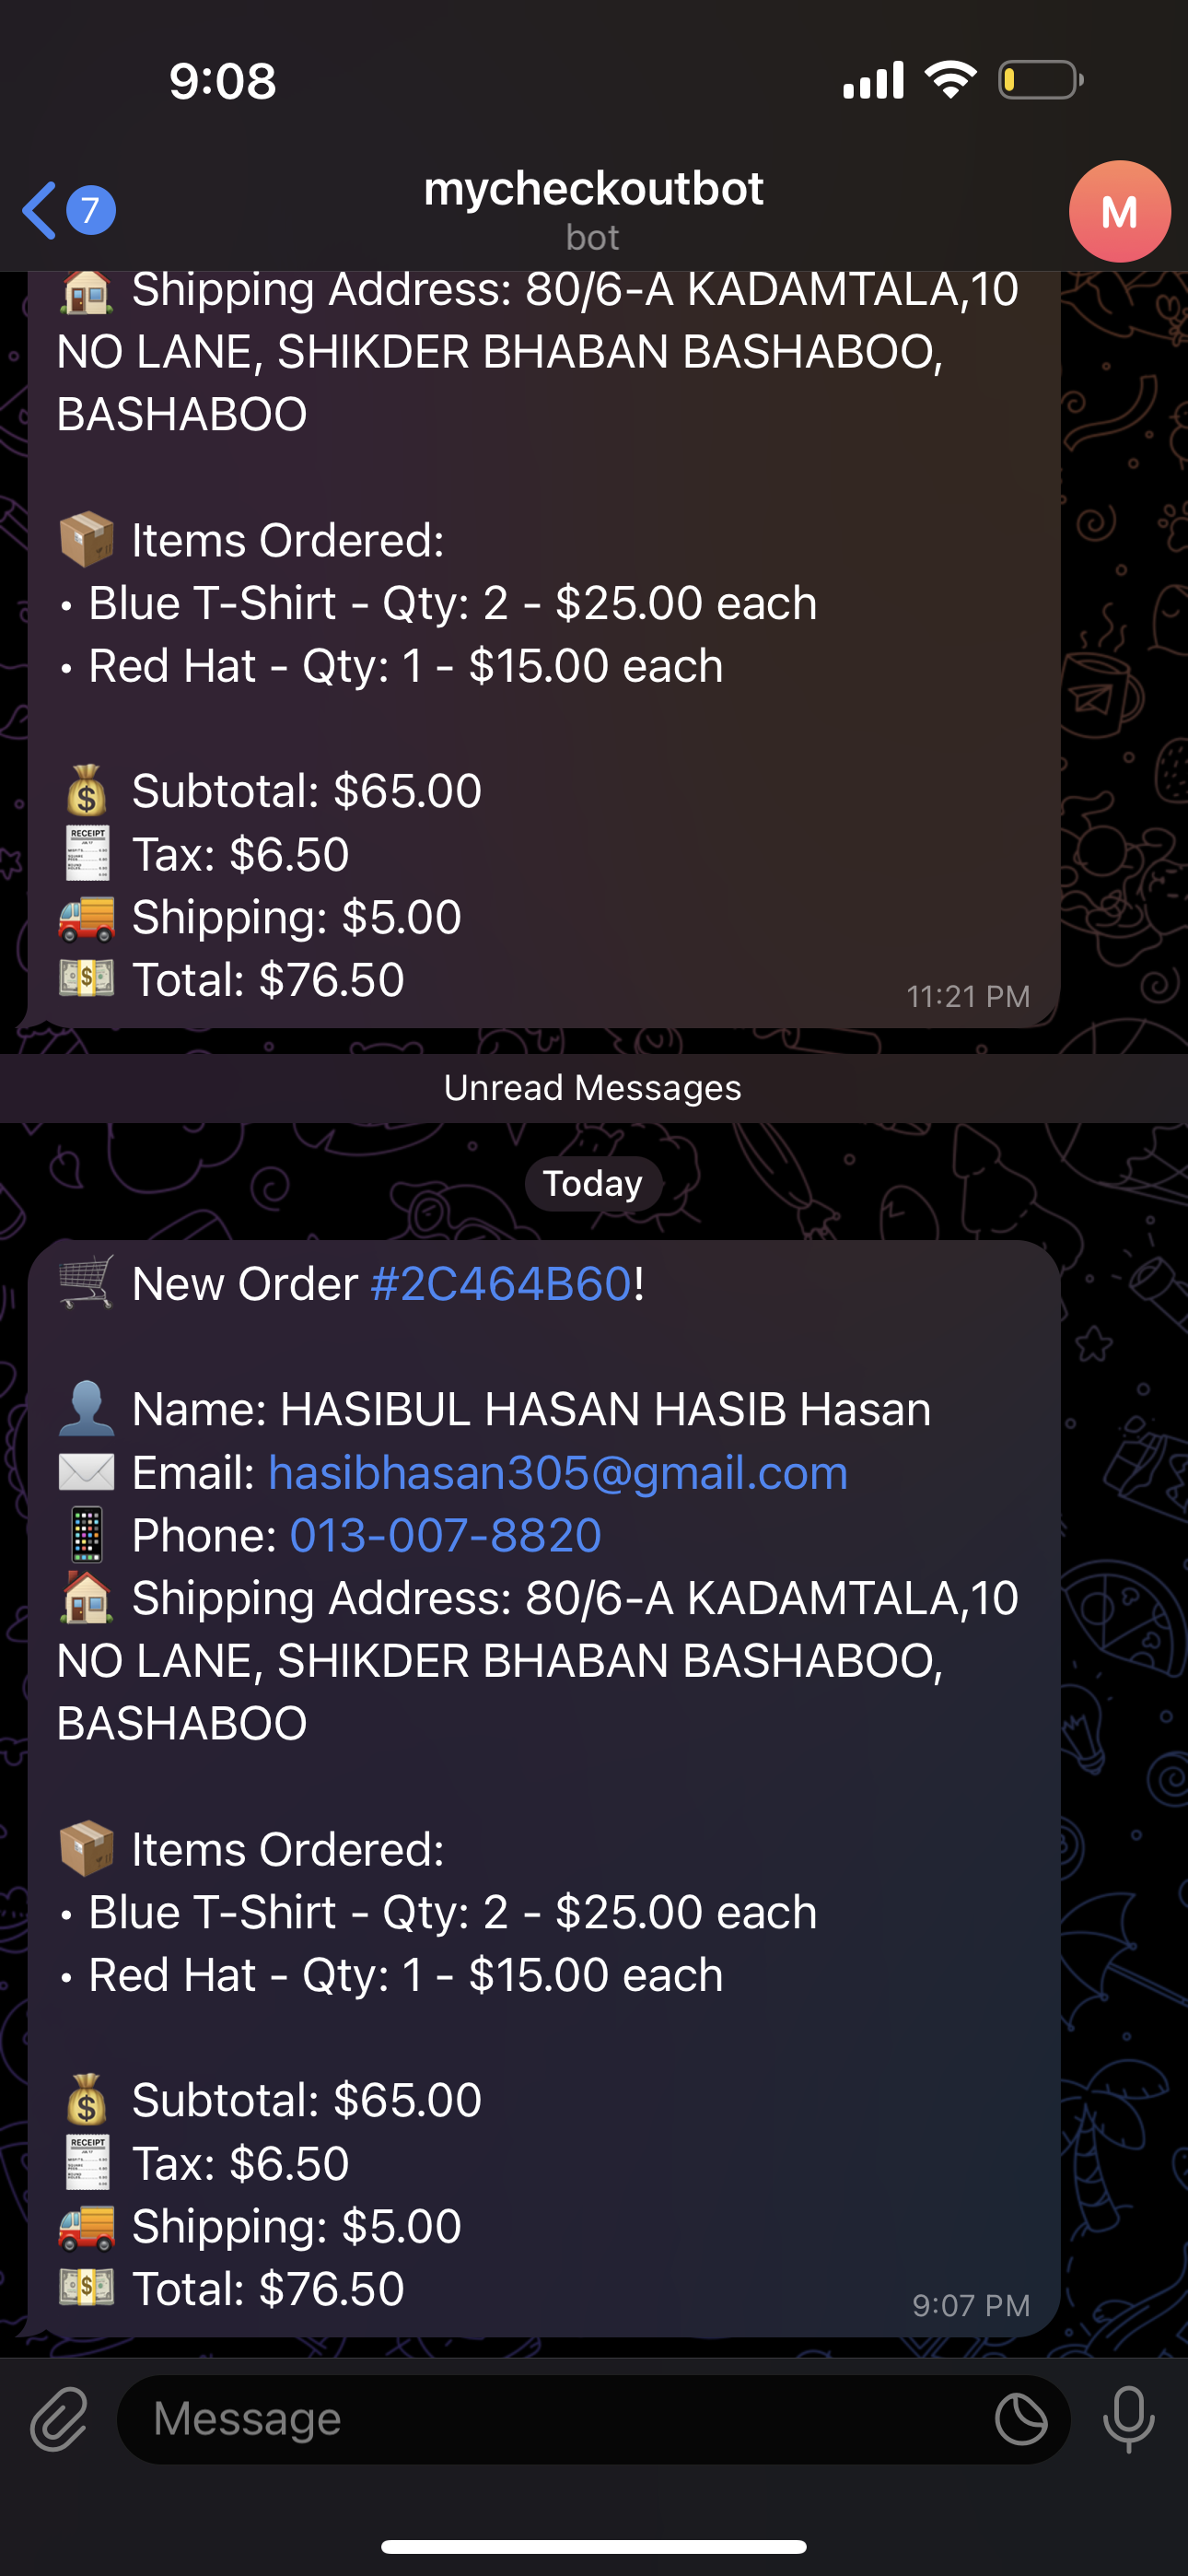 9:08
7
mycheckoutbot
bot
M
🏠 Shipping Address: 80/6-A KADAMTALA,10
NO LANE, SHIKDER BHABAN BASHABOO,
BASHABOO
📦 Items Ordered:
• Blue T-Shirt - Qty: 2 - $25.00 each
• Red Hat - Qty: 1 - $15.00 each
💰 Subtotal: $65.00
🧾 Tax: $6.50
🚚 Shipping: $5.00
💵 Total: $76.50
11:21 PM
Unread Messages
Today
🛒 New Order #2C464B60!
👤 Name: HASIBUL HASAN HASIB Hasan
✉️ Email: hasibhasan305@gmail.com
📱 Phone: 013-007-8820
🏠 Shipping Address: 80/6-A KADAMTALA,10
NO LANE, SHIKDER BHABAN BASHABOO,
BASHABOO
📦 Items Ordered:
• Blue T-Shirt - Qty: 2 - $25.00 each
• Red Hat - Qty: 1 - $15.00 each
💰 Subtotal: $65.00
🧾 Tax: $6.50
🚚 Shipping: $5.00
💵 Total: $76.50
9:07 PM
Message